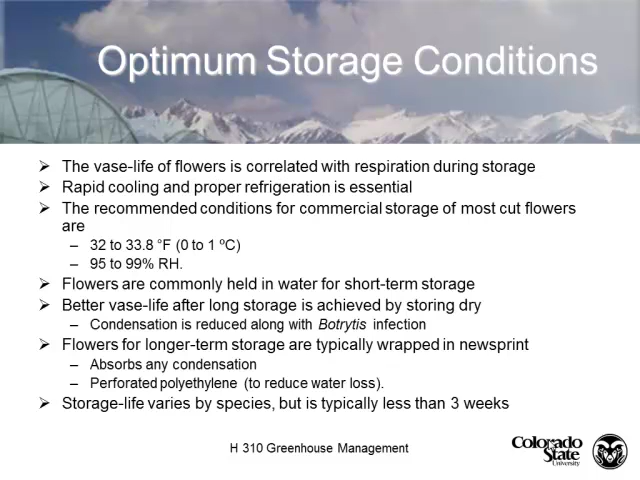 Optimum Storage Conditions
➢ The vase-life of flowers is correlated with respiration during storage
➢ Rapid cooling and proper refrigeration is essential
➢ The recommended conditions for commercial storage of most cut flowers
are
– 32 to 33.8 °F (0 to 1 ºC)
– 95 to 99% RH.
➢ Flowers are commonly held in water for short-term storage
➢ Better vase-life after long storage is achieved by storing dry
– Condensation is reduced along with Botrytis infection
➢ Flowers for longer-term storage are typically wrapped in newsprint
– Absorbs any condensation
– Perforated polyethylene (to reduce water loss).
➢ Storage-life varies by species, but is typically less than 3 weeks
H 310 Greenhouse Management
Colorado
State
University